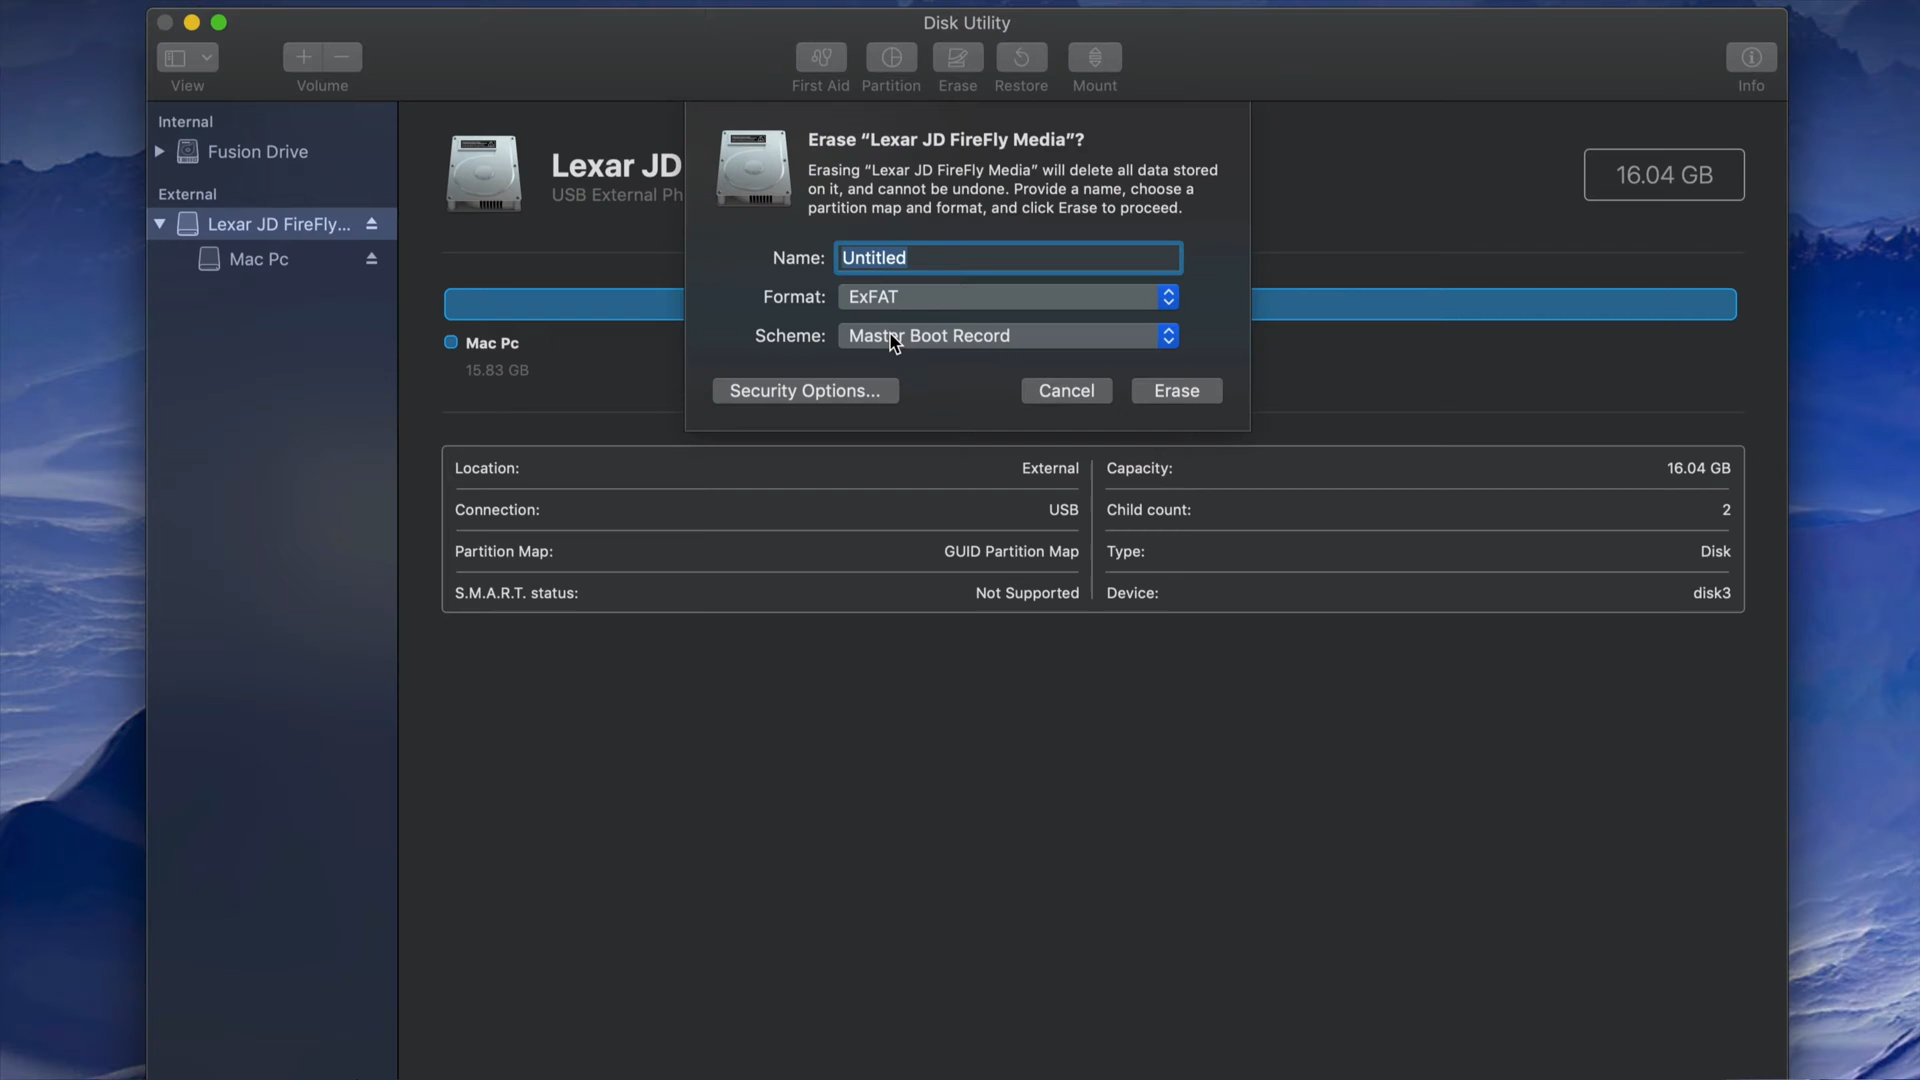 Disk Utility
View
Volume
First Aid
Partition
Erase
Restore
Mount
Info
Internal
Fusion Drive
External
Lexar JD FireFly...
Mac Pc
Lexar JD
USB External Ph
16.04 GB
Erase “Lexar JD FireFly Media”?
Erasing “Lexar JD FireFly Media” will delete all data stored
on it, and cannot be undone. Provide a name, choose a
partition map and format, and click Erase to proceed.
Name: Untitled
Format: ExFAT
Scheme: Master Boot Record
Security Options...
Cancel
Erase
Mac Pc
15.83 GB
Location: External
Capacity: 16.04 GB
Connection: USB
Child count: 2
Partition Map: GUID Partition Map
Type: Disk
S.M.A.R.T. status: Not Supported
Device: disk3